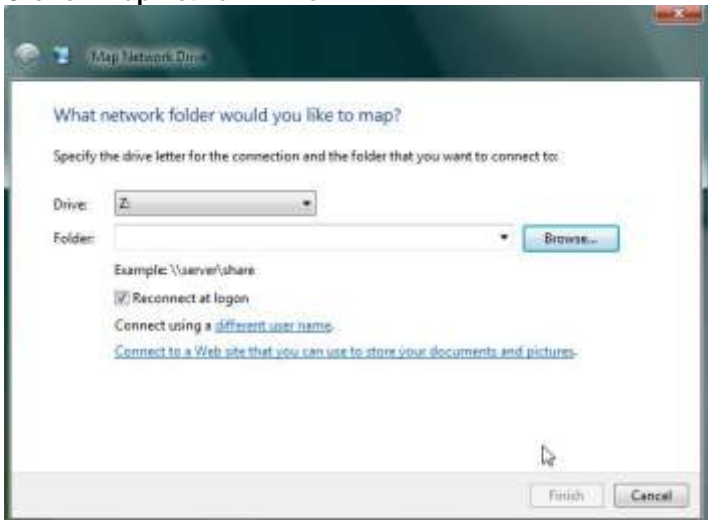 Map Network Drive
What network folder would you like to map?
Specify the drive letter for the connection and the folder that you want to connect to:
Drive: Z:
Folder: Browse...
Example: \\server\share
Reconnect at logon
Connect using a different user name.
Connect to a Web site that you can use to store your documents and pictures.
Finish Cancel